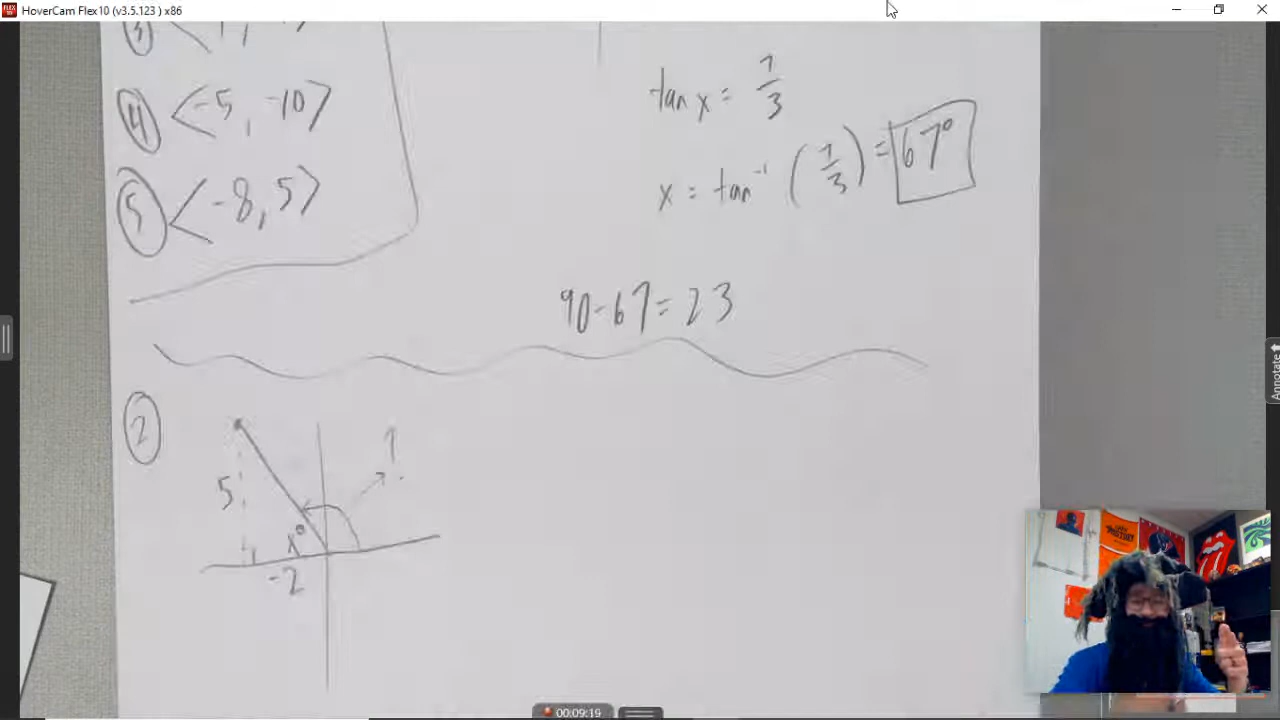 HoverCam Flex10 (v3.5.123) x86
④ <-5, -10>
⑤ <-8, 5>
tan x = 7/3
x = tan⁻¹ (7/3) = 67°
90-67=23
②
5
?
x°
-2
Annotate
00:09:19